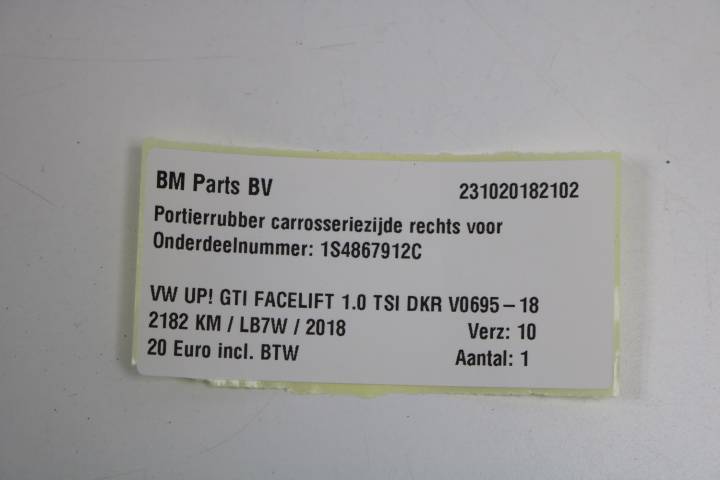 BM Parts BV 231020182102
Portierrubber carrosseriezijde rechts voor
Onderdeelnummer: 1S4867912C
VW UP! GTI FACELIFT 1.0 TSI DKR V0695-18
2182 KM / LB7W / 2018 Verz: 10
20 Euro incl. BTW Aantal: 1